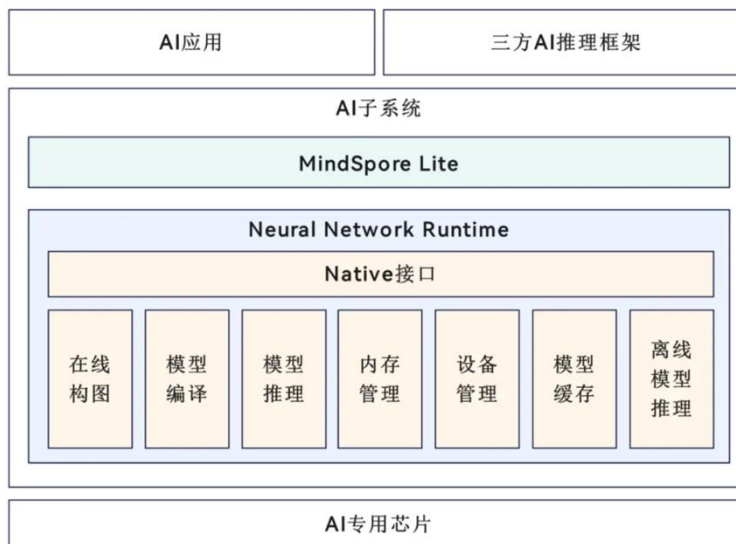 AI应用
三方AI推理框架
AI子系统
MindSpore Lite
Neural Network Runtime
Native接口
在线
构图
模型
编译
模型
推理
内存
管理
设备
管理
模型
缓存
离线
模型
推理
AI专用芯片